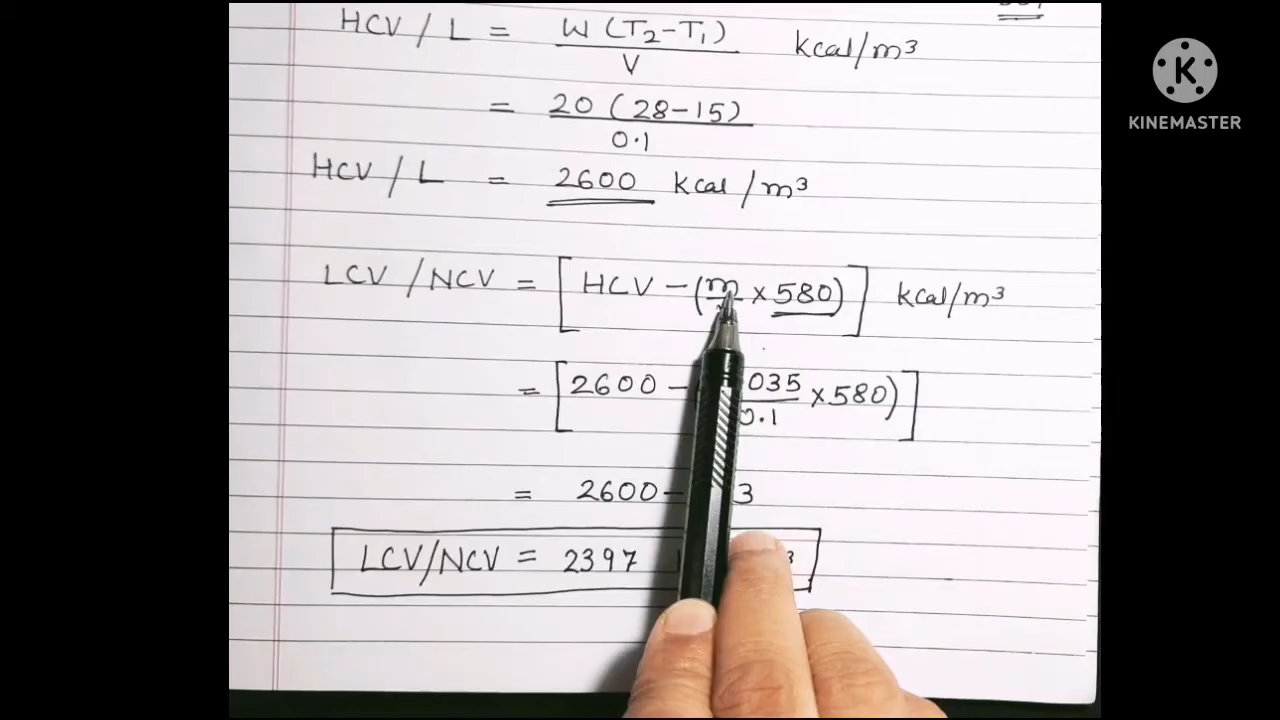 HCV / L = W (T₂-T₁) / V kcal/m³
= 20 (28-15) / 0.1
HCV / L = 2600 kcal/m³
LCV /NCV = [HCV - (m × 580)] kcal/m³
= [2600 - 035 / 0.1 ×580)]
= 2600- 3
LCV/NCV = 2397 ³
K
KINEMASTER